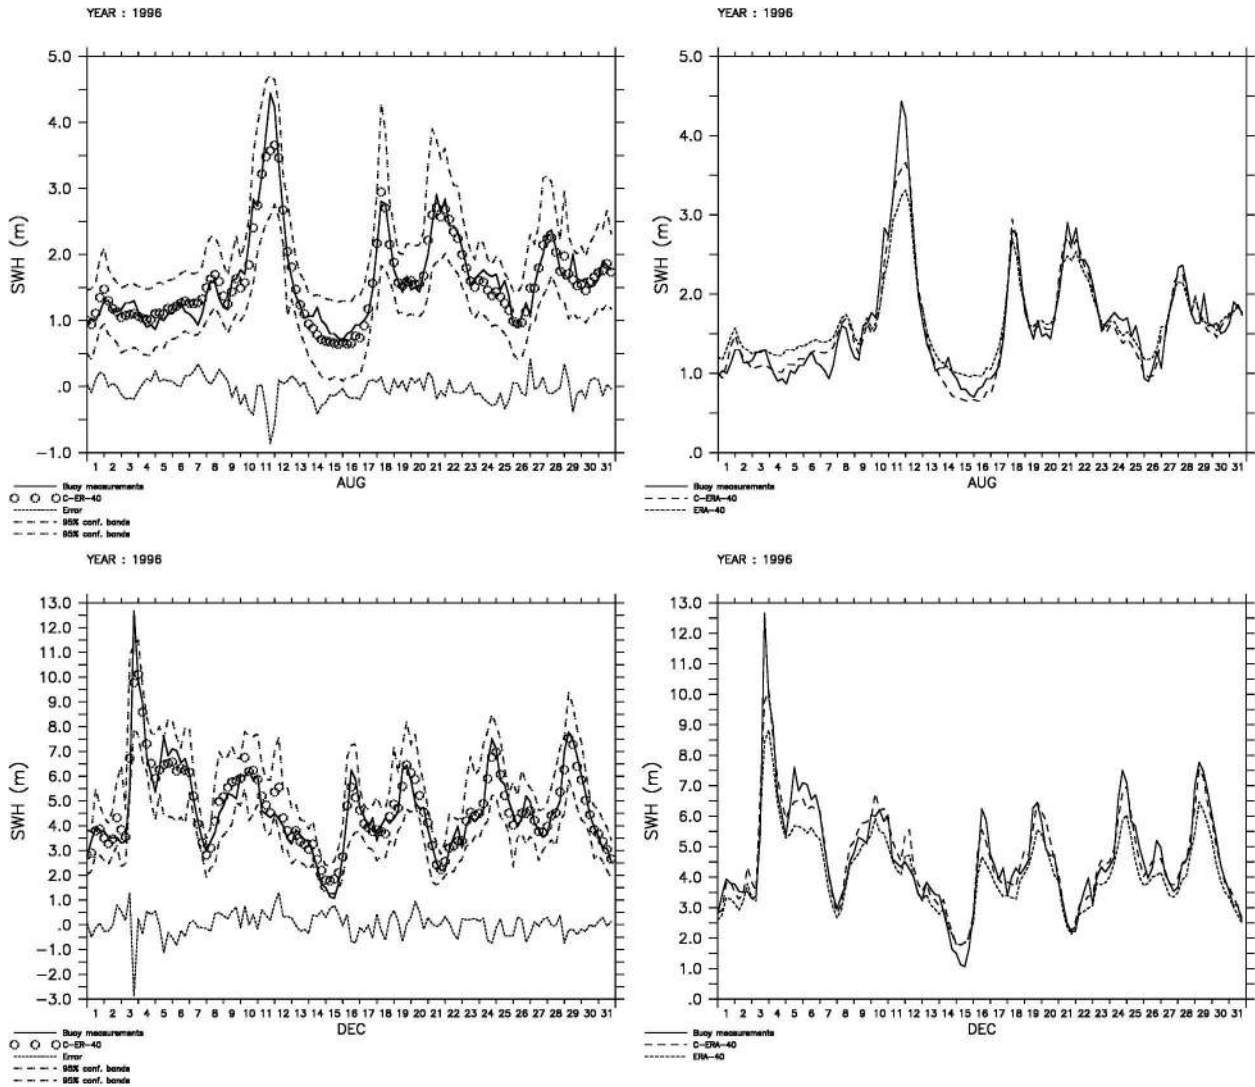 YEAR : 1996
5.0
4.0
3.0
2.0
1.0
.0
−1.0
SWH (m)
1 2 3 4 5 6 7 8 9 10 11 12 13 14 15 16 17 18 19 20 21 22 23 24 25 26 27 28 29 30 31
AUG
Buoy measurements
C-ER-40
Error
95% conf. bands
95% conf. bands
YEAR : 1996
5.0
4.0
3.0
2.0
1.0
.0
SWH (m)
1 2 3 4 5 6 7 8 9 10 11 12 13 14 15 16 17 18 19 20 21 22 23 24 25 26 27 28 29 30 31
AUG
Buoy measurements
C-ERA-40
ERA-40
YEAR : 1996
13.0
12.0
11.0
10.0
9.0
8.0
7.0
6.0
5.0
4.0
3.0
2.0
1.0
.0
−1.0
−2.0
−3.0
SWH (m)
1 2 3 4 5 6 7 8 9 10 11 12 13 14 15 16 17 18 19 20 21 22 23 24 25 26 27 28 29 30 31
DEC
Buoy measurements
C-ER-40
Error
95% conf. bands
95% conf. bands
YEAR : 1996
13.0
12.0
11.0
10.0
9.0
8.0
7.0
6.0
5.0
4.0
3.0
2.0
1.0
.0
SWH (m)
1 2 3 4 5 6 7 8 9 10 11 12 13 14 15 16 17 18 19 20 21 22 23 24 25 26 27 28 29 30 31
DEC
Buoy measurements
C-ERA-40
ERA-40